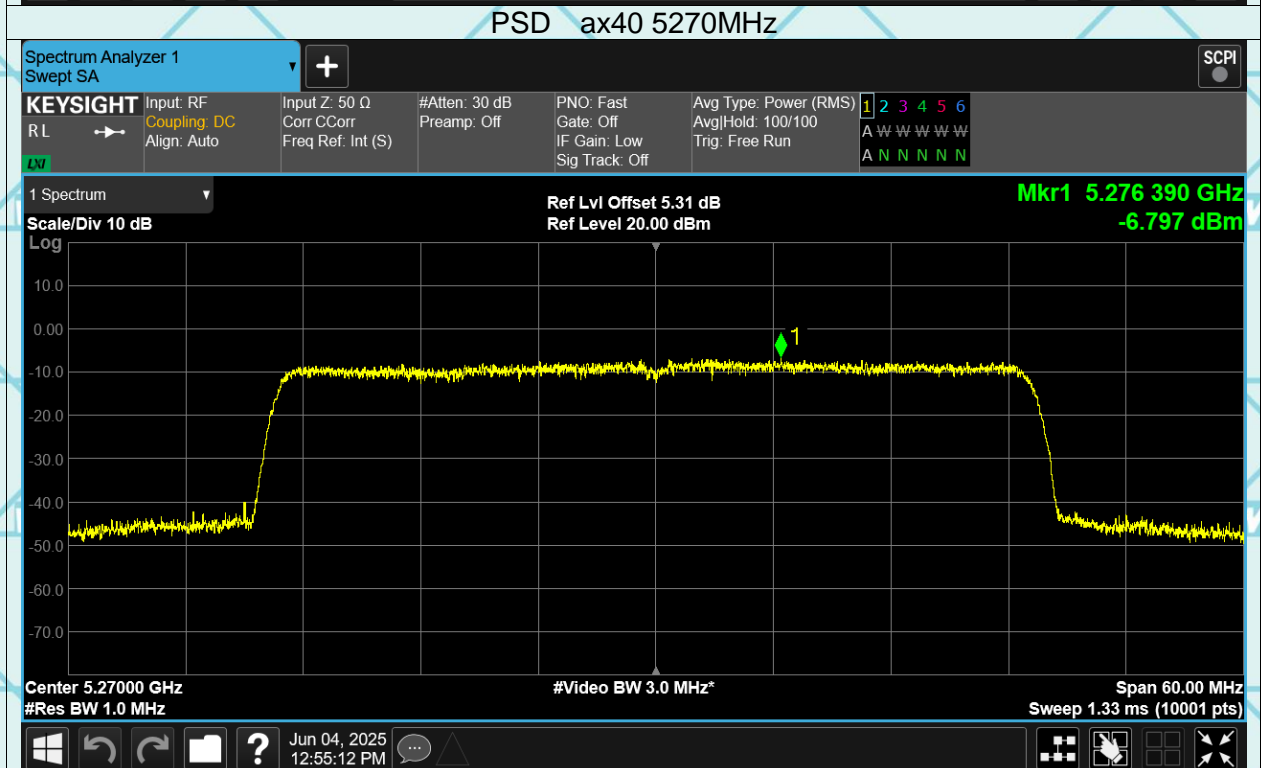 PSD ax40 5270MHz
Spectrum Analyzer 1
Swept SA
+
SCPI
KEYSIGHT
R L
LXI
Input: RF
Coupling: DC
Align: Auto
Input Z: 50 Ω
Corr CCorr
Freq Ref: Int (S)
#Atten: 30 dB
Preamp: Off
PNO: Fast
Gate: Off
IF Gain: Low
Sig Track: Off
Avg Type: Power (RMS)
Avg|Hold: 100/100
Trig: Free Run
1 2 3 4 5 6
A W W W W W
A N N N N N
1 Spectrum
Scale/Div 10 dB
Ref Lvl Offset 5.31 dB
Ref Level 20.00 dBm
Mkr1 5.276 390 GHz
-6.797 dBm
Log
10.0
0.00
-10.0
-20.0
-30.0
-40.0
-50.0
-60.0
-70.0
1
Center 5.27000 GHz
#Res BW 1.0 MHz
#Video BW 3.0 MHz*
Span 60.00 MHz
Sweep 1.33 ms (10001 pts)
?
Jun 04, 2025
12:55:12 PM